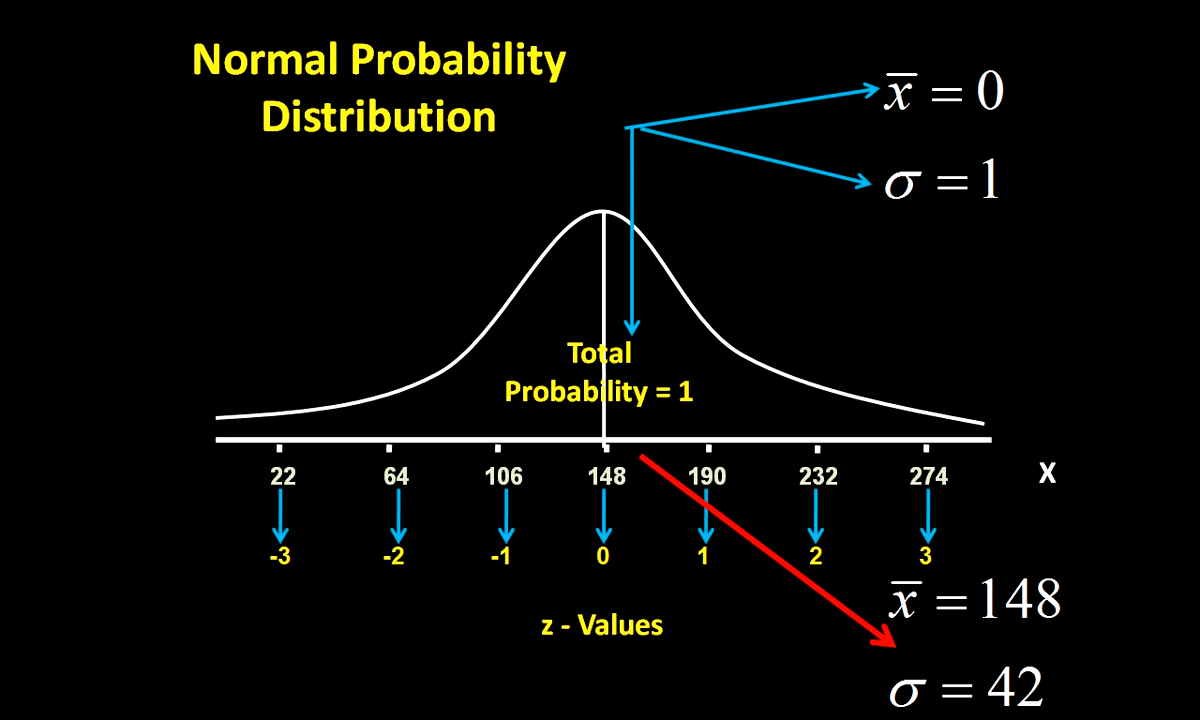 Normal Probability
Distribution
x̅ = 0
σ = 1
Total
Probability = 1
22 64 106 148 190 232 274 X
-3 -2 -1 0 1 2 3
z - Values
x̅ = 148
σ = 42